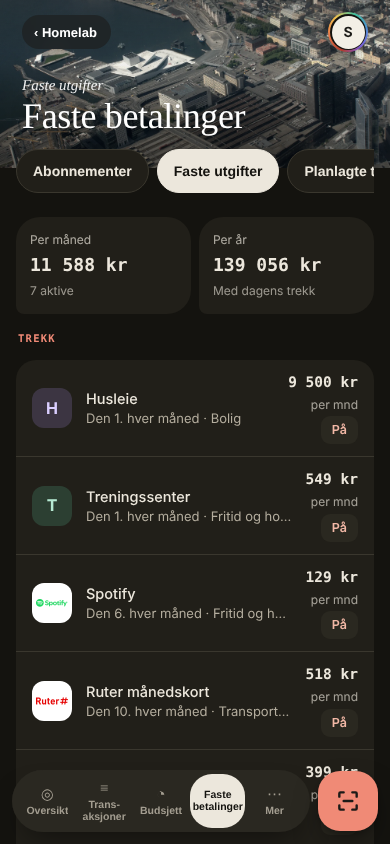 ‹ Homelab
S
Faste utgifter
Faste betalinger
Abonnementer
Faste utgifter
Planlagte t
Per måned
11 588 kr
7 aktive
Per år
139 056 kr
Med dagens trekk
TREKK
H
Husleie
Den 1. hver måned · Bolig
9 500 kr
per mnd
På
T
Treningssenter
Den 1. hver måned · Fritid og ho...
549 kr
per mnd
På
Spotify
Spotify
Den 6. hver måned · Fritid og h...
129 kr
per mnd
På
Ruter#
Ruter månedskort
Den 10. hver måned · Transport...
518 kr
per mnd
På
399
Oversikt
Trans-
aksjoner
Budsjett
Faste
betalinger
Mer